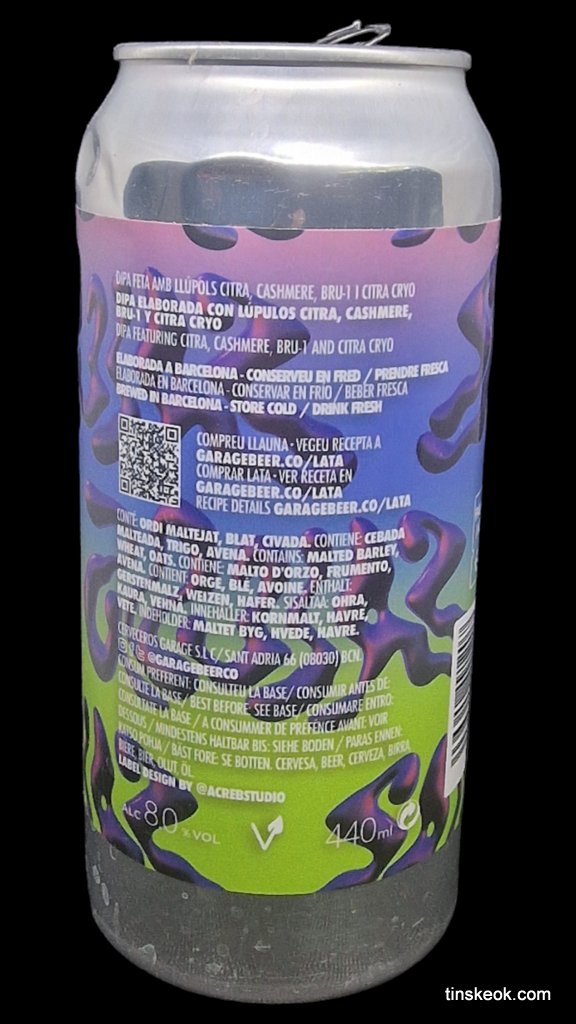 DIPA FETA AMB LLÚPOLS CITRA, CASHMERE, BRU-1 I CITRA CRYO
DIPA ELABORADA CON LÚPULOS CITRA, CASHMERE,
BRU-1 Y CITRA CRYO
DIPA FEATURING CITRA, CASHMERE, BRU-1 AND CITRA CRYO
ELABORADA A BARCELONA - CONSERVEU EN FRED / PRENDRE FRESCA
ELABORADA EN BARCELONA - CONSERVAR EN FRÍO / BEBER FRESCA
BREWED IN BARCELONA - STORE COLD / DRINK FRESH
COMPREU LLAUNA - VEGEU RECEPTA A
GARAGEBEER.CO/LATA
COMPRAR LATA - VER RECETA EN
GARAGEBEER.CO/LATA
RECIPE DETAILS GARAGEBEER.CO/LATA
CONTÉ: ORDI MALTEJAT, BLAT, CIVADA. CONTIENE: CEBADA
MALTEADA, TRIGO, AVENA. CONTAINS: MALTED BARLEY,
WHEAT, OATS. CONTIENE: MALTO D'ORZO, FRUMENTO,
AVENA. CONTIENT: ORGE, BLÉ, AVOINE. ENTHALT:
GERSTENMALZ, WEIZEN, HAFER. SISALTAA: OHRA,
KAURA, VEHNÄ. INNEHALLER: KORNMALT, HAVRE,
VETE. INDEHOLDER: MALTET BYG, HVEDE, HAVRE.
CERVECEROS GARAGE S.L C/ SANT ADRIA 66 (08030) BCN.
@GARAGEBEERCO
CONSUM PREFERENT: CONSULTEU LA BASE/ CONSUMIR ANTES DE:
CONSULTE LA BASE / BEST BEFORE: SEE BASE/ CONSUMARE ENTRO:
CONSULTATE LA BASE / A CONSUMMER DE PRÉFENCE AVANT: VOIR
DESSOUS / MINDESTENS HALTBAR BIS: SIEHE BODEN / PARAS ENNEN:
KATSO POHJA / BÄST FORE: SE BOTTEN. CERVESA, BEER, CERVEZA, BIRRA,
BIÈRE, BIER, OLUT, ÖL.
LABEL DESIGN BY @ACREBSTUDIO
ALC 8.0 % VOL
440ml
tinskeok.com